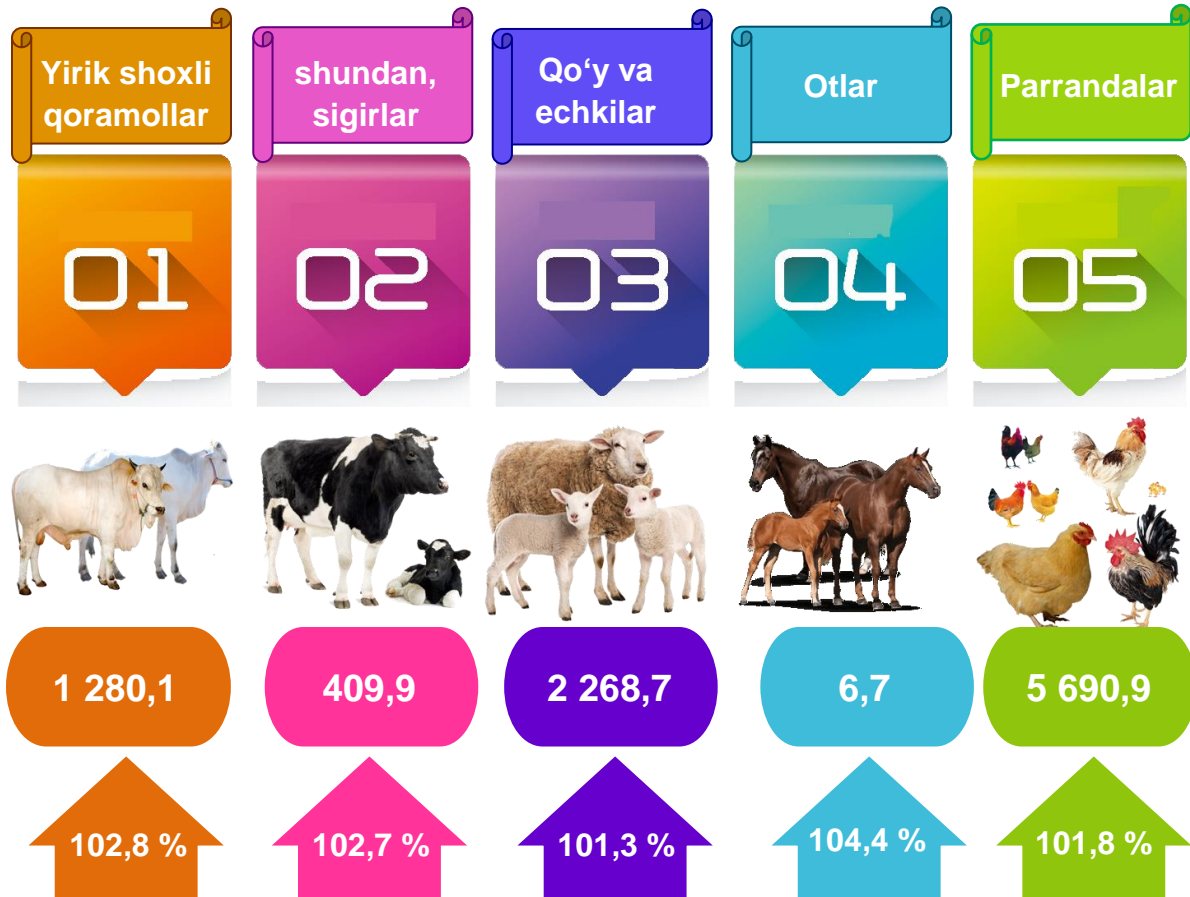 Yirik shoxli
qoramollar
shundan,
sigirlar
Qo‘y va
echkilar
Otlar
Parrandalar
01
02
03
04
05
1 280,1
409,9
2 268,7
6,7
5 690,9
102,8 %
102,7 %
101,3 %
104,4 %
101,8 %